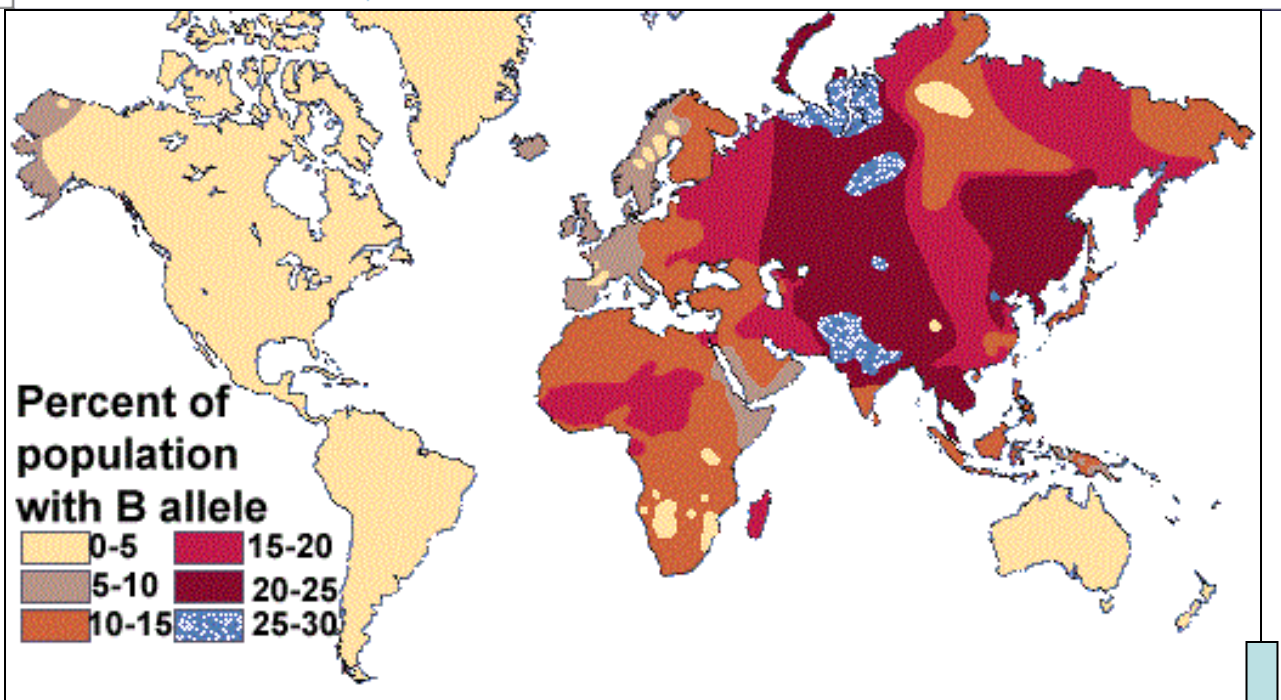 Percent of
population
with B allele
0-5 15-20
5-10 20-25
10-15 25-30